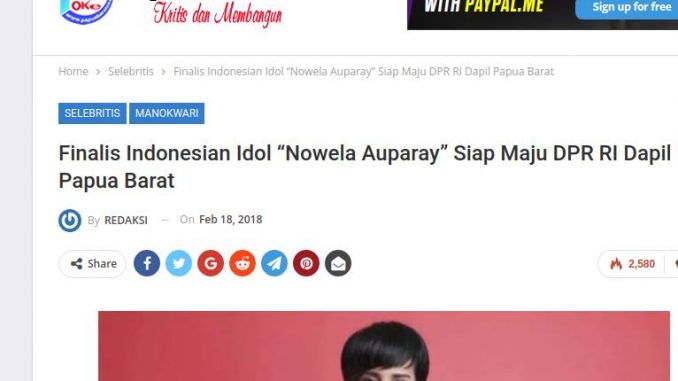 OKe
Kritis dan Membangun
WITH PAYPAL.ME
Sign up for free
Home > Selebritis > Finalis Indonesian Idol “Nowela Auparay” Siap Maju DPR RI Dapil Papua Barat
SELEBRITIS MANOKWARI
Finalis Indonesian Idol “Nowela Auparay” Siap Maju DPR RI Dapil
Papua Barat
By REDAKSI — On Feb 18, 2018
Share
2,580